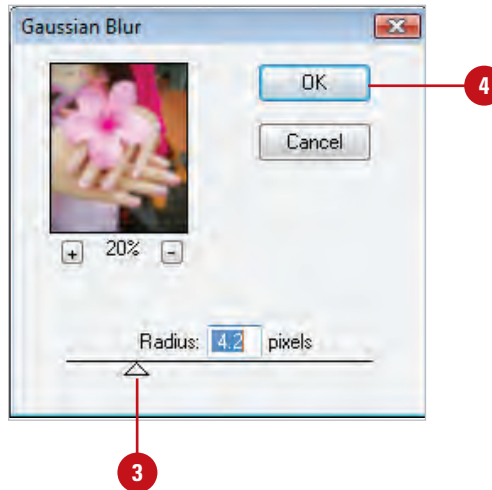 Gaussian Blur
OK
4
Cancel
+ 20% -
Radius: 4.2 pixels
3